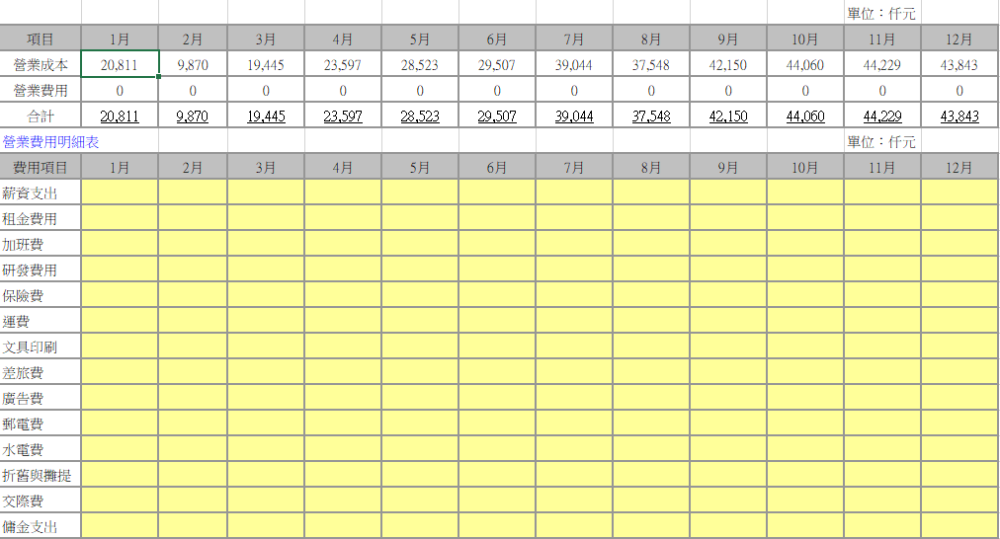 單位：仟元
項目 1月 2月 3月 4月 5月 6月 7月 8月 9月 10月 11月 12月
營業成本 20,811 9,870 19,445 23,597 28,523 29,507 39,044 37,548 42,150 44,060 44,229 43,843
營業費用 0 0 0 0 0 0 0 0 0 0 0 0
合計 20,811 9,870 19,445 23,597 28,523 29,507 39,044 37,548 42,150 44,060 44,229 43,843
營業費用明細表 單位：仟元
費用項目 1月 2月 3月 4月 5月 6月 7月 8月 9月 10月 11月 12月
薪資支出
租金費用
加班費
研發費用
保險費
運費
文具印刷
差旅費
廣告費
郵電費
水電費
折舊與攤提
交際費
傭金支出